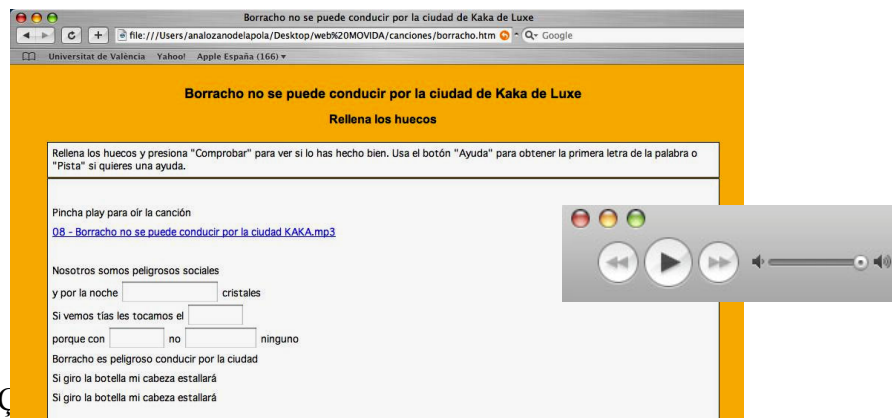 Borracho no se puede conducir por la ciudad de Kaka de Luxe
file:///Users/analozanodelapola/Desktop/web%20MOVIDA/canciones/borracho.htm Google
Universitat de València Yahoo! Apple España (166)
Borracho no se puede conducir por la ciudad de Kaka de Luxe
Rellena los huecos
Rellena los huecos y presiona "Comprobar" para ver si lo has hecho bien. Usa el botón "Ayuda" para obtener la primera letra de la palabra o
"Pista" si quieres una ayuda.
Pincha play para oír la canción
08 - Borracho no se puede conducir por la ciudad KAKA.mp3
Nosotros somos peligrosos sociales
y por la noche cristales
Si vemos tías les tocamos el
porque con no ninguno
Borracho es peligroso conducir por la ciudad
Si giro la botella mi cabeza estallará
Si giro la botella mi cabeza estallará
Ç